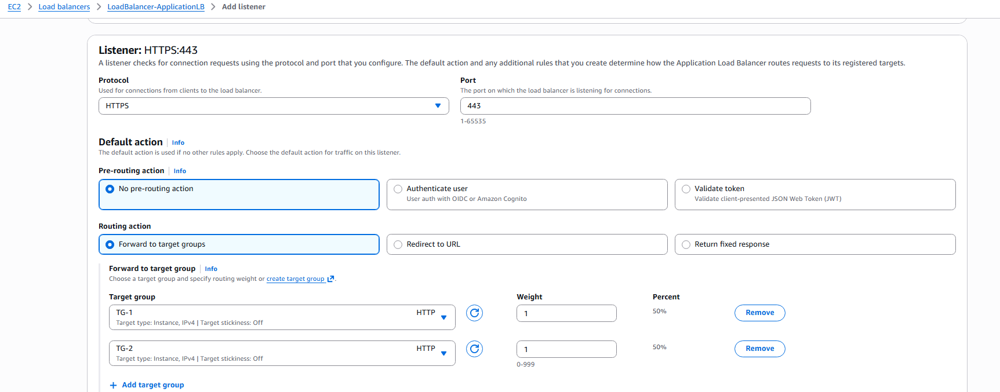 EC2 > Load balancers > LoadBalancer-ApplicationLB > Add listener
Listener: HTTPS:443
A listener checks for connection requests using the protocol and port that you configure. The default action and any additional rules that you create determine how the Application Load Balancer routes requests to its registered targets.
Protocol
Used for connections from clients to the load balancer.
HTTPS
Port
The port on which the load balancer is listening for connections.
443
1-65535
Default action | Info
The default action is used if no other rules apply. Choose the default action for traffic on this listener.
Pre-routing action | Info
No pre-routing action
Authenticate user
User auth with OIDC or Amazon Cognito
Validate token
Validate client-presented JSON Web Token (JWT)
Routing action
Forward to target groups
Redirect to URL
Return fixed response
Forward to target group | Info
Choose a target group and specify routing weight or create target group.
Target group Weight Percent
TG-1 HTTP
Target type: Instance, IPv4 | Target stickiness: Off
1
50%
Remove
TG-2 HTTP
Target type: Instance, IPv4 | Target stickiness: Off
1
0-999
50%
Remove
+ Add target group